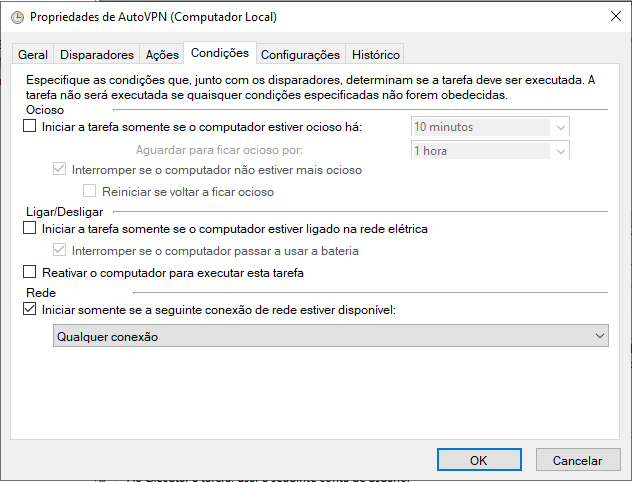 Propriedades de AutoVPN (Computador Local)
Geral Disparadores Ações Condições Configurações Histórico
Especifique as condições que, junto com os disparadores, determinam se a tarefa deve ser executada. A
tarefa não será executada se quaisquer condições especificadas não forem obedecidas.
Ocioso
Iniciar a tarefa somente se o computador estiver ocioso há: 10 minutos
Aguardar para ficar ocioso por: 1 hora
Interromper se o computador não estiver mais ocioso
Reiniciar se voltar a ficar ocioso
Ligar/Desligar
Iniciar a tarefa somente se o computador estiver ligado na rede elétrica
Interromper se o computador passar a usar a bateria
Reativar o computador para executar esta tarefa
Rede
Iniciar somente se a seguinte conexão de rede estiver disponível:
Qualquer conexão
OK Cancelar